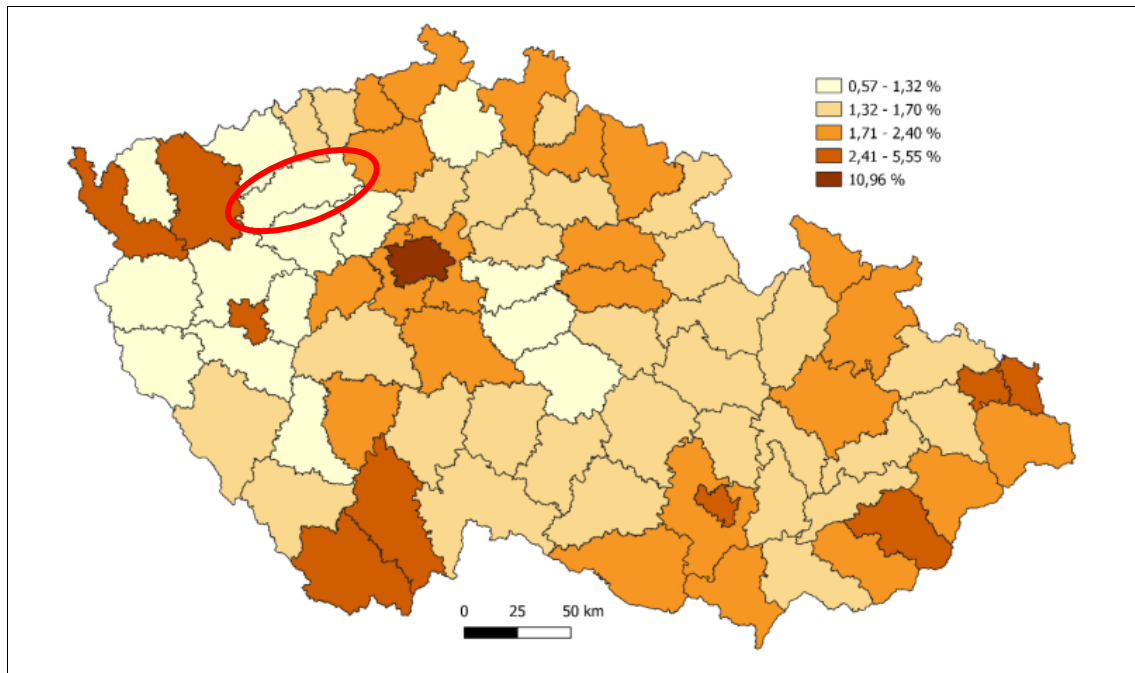 0,57 - 1,32 %
1,32 - 1,70 %
1,71 - 2,40 %
2,41 - 5,55 %
10,96 %
0 25 50 km